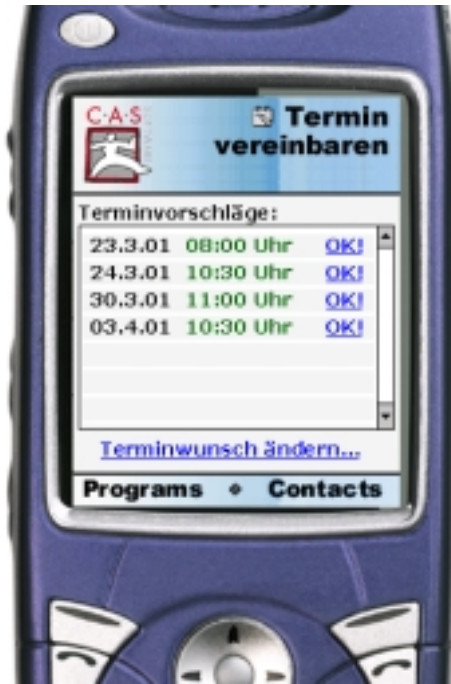 C·A·S
Termin
vereinbaren
Terminvorschläge:
23.3.01 08:00 Uhr OK!
24.3.01 10:30 Uhr OK!
30.3.01 11:00 Uhr OK!
03.4.01 10:30 Uhr OK!
Terminwunsch ändern...
Programs Contacts